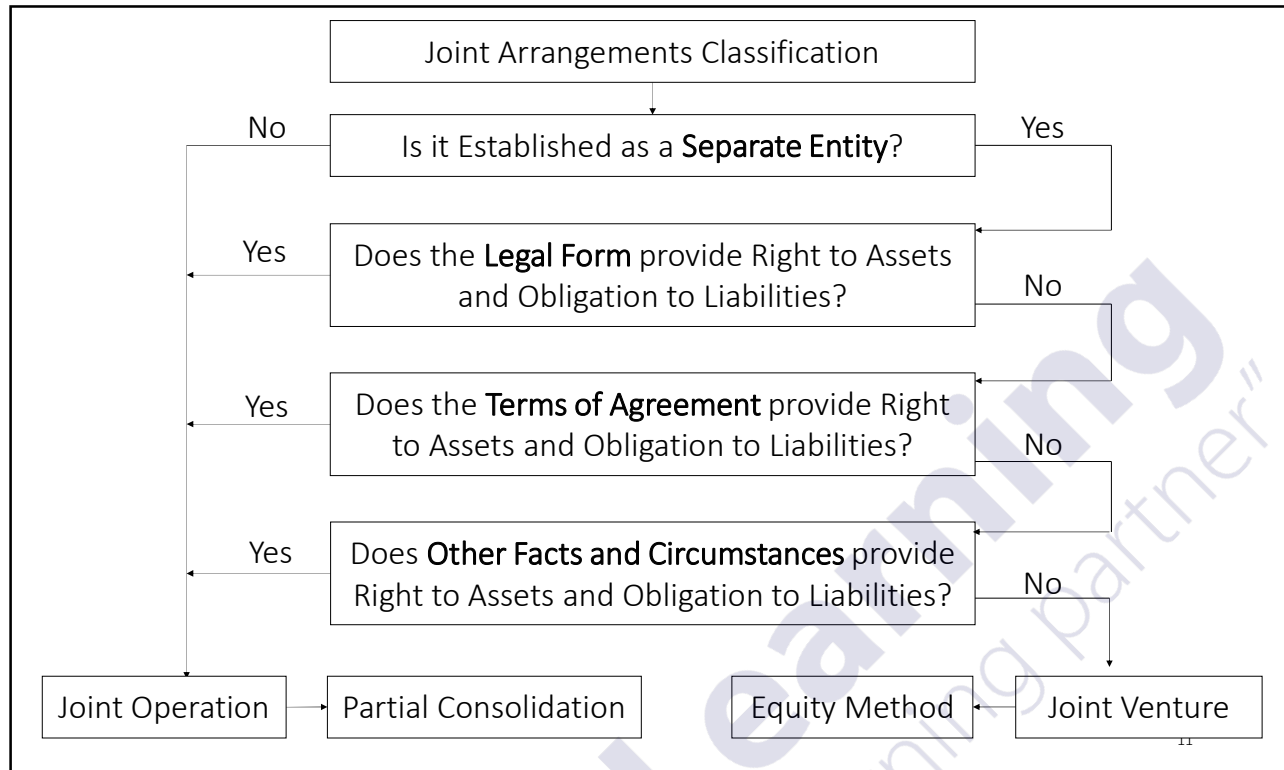 Joint Arrangements Classification
No
Is it Established as a Separate Entity?
Yes
Yes
Does the Legal Form provide Right to Assets
and Obligation to Liabilities?
No
Yes
Does the Terms of Agreement provide Right
to Assets and Obligation to Liabilities?
No
Yes
Does Other Facts and Circumstances provide
Right to Assets and Obligation to Liabilities?
No
Joint Operation
Partial Consolidation
Equity Method
Joint Venture
11
Learning
partner"